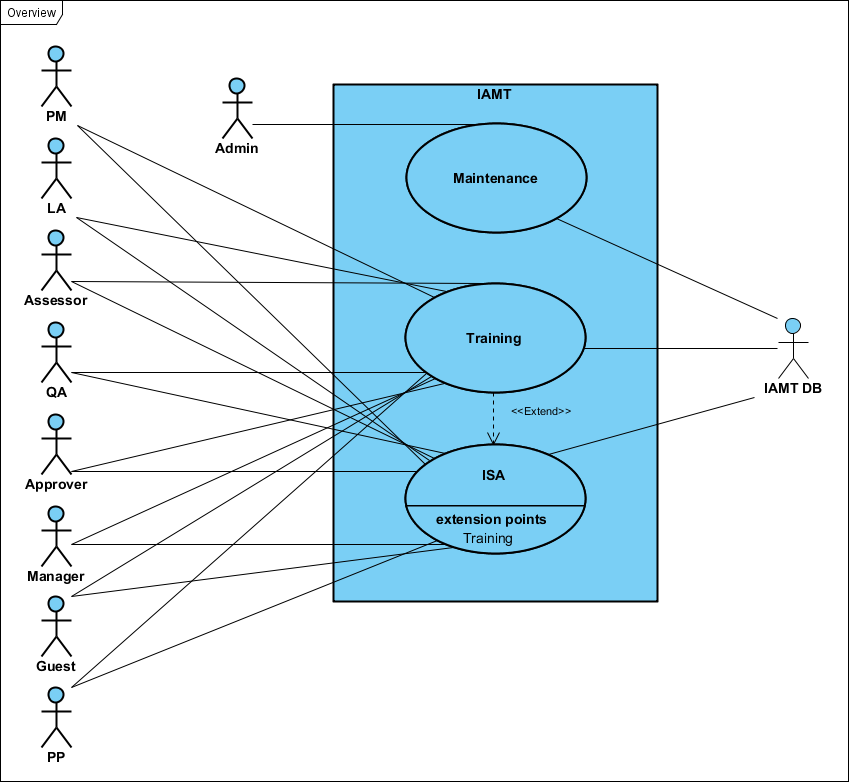 Overview
PM
LA
Assessor
QA
Approver
Manager
Guest
PP
Admin
IAMT
Maintenance
Training
<<Extend>>
ISA
extension points
Training
IAMT DB